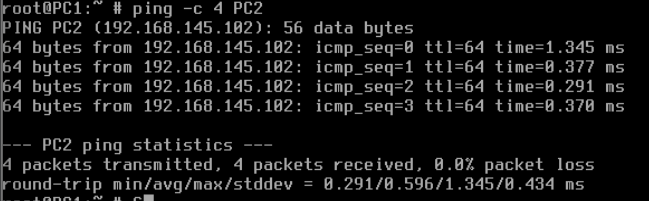 root@PC1:~ # ping -c 4 PC2
PING PC2 (192.168.145.102): 56 data bytes
64 bytes from 192.168.145.102: icmp_seq=0 ttl=64 time=1.345 ms
64 bytes from 192.168.145.102: icmp_seq=1 ttl=64 time=0.377 ms
64 bytes from 192.168.145.102: icmp_seq=2 ttl=64 time=0.291 ms
64 bytes from 192.168.145.102: icmp_seq=3 ttl=64 time=0.370 ms
--- PC2 ping statistics ---
4 packets transmitted, 4 packets received, 0.0% packet loss
round-trip min/avg/max/stddev = 0.291/0.596/1.345/0.434 ms